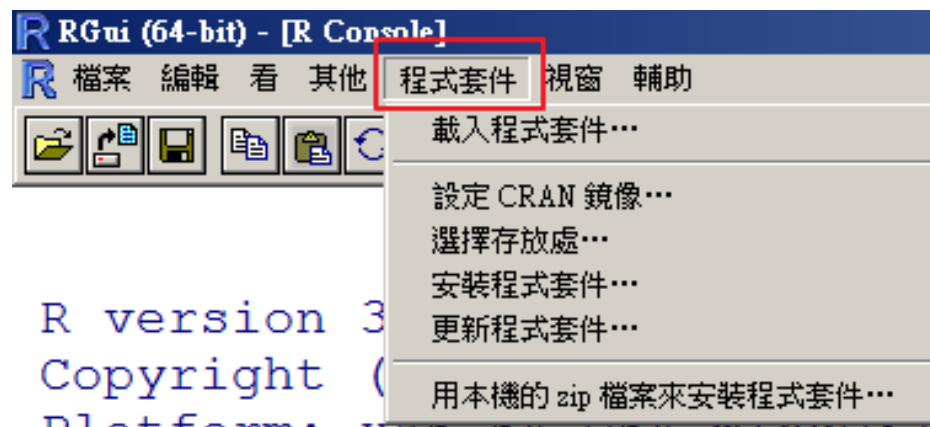 RGui (64-bit) - [R Console]
檔案 編輯 看 其他 程式套件 視窗 輔助
載入程式套件…
設定 CRAN 鏡像…
選擇存放處…
安裝程式套件…
更新程式套件…
用本機的 zip 檔案來安裝程式套件…
R version 3
Copyright (
Platform: